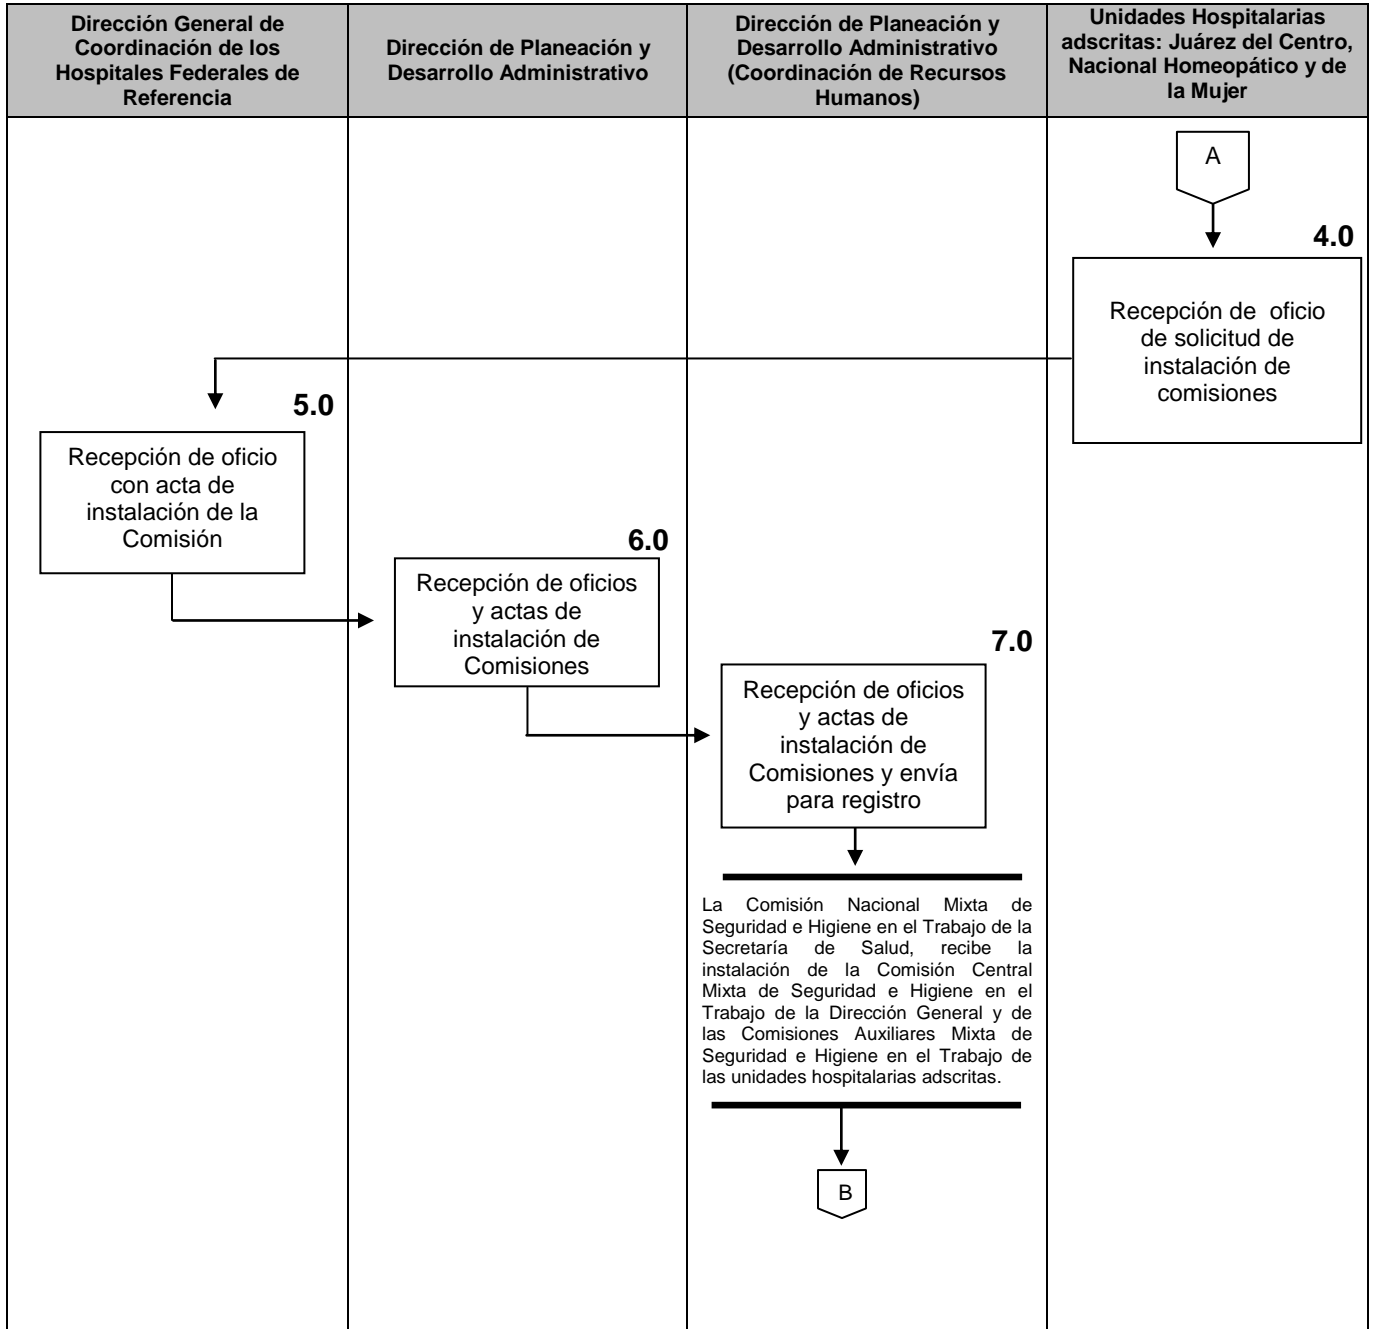 Dirección General de
Coordinación de los
Hospitales Federales de
Referencia
Dirección de Planeación y
Desarrollo Administrativo
Dirección de Planeación y
Desarrollo Administrativo
(Coordinación de Recursos
Humanos)
Unidades Hospitalarias
adscritas: Juárez del Centro,
Nacional Homeopático y de
la Mujer
A
4.0
Recepción de oficio
de solicitud de
instalación de
comisiones
5.0
Recepción de oficio
con acta de
instalación de la
Comisión
6.0
Recepción de oficios
y actas de
instalación de
Comisiones
7.0
Recepción de oficios
y actas de
instalación de
Comisiones y envía
para registro
La Comisión Nacional Mixta de
Seguridad e Higiene en el Trabajo de la
Secretaría de Salud, recibe la
instalación de la Comisión Central
Mixta de Seguridad e Higiene en el
Trabajo de la Dirección General y de
las Comisiones Auxiliares Mixta de
Seguridad e Higiene en el Trabajo de
las unidades hospitalarias adscritas.
B